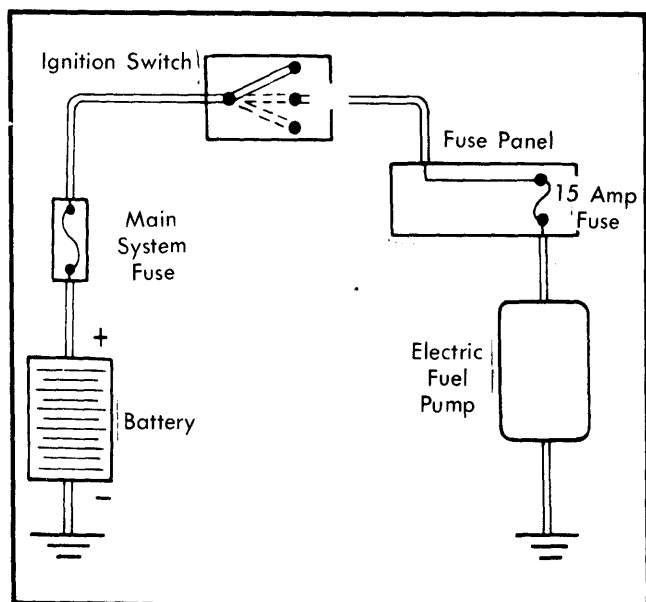 Ignition Switch
Fuse Panel
15 Amp
Fuse
Main
System
Fuse
+
Electric
Fuel
Pump
Battery
-